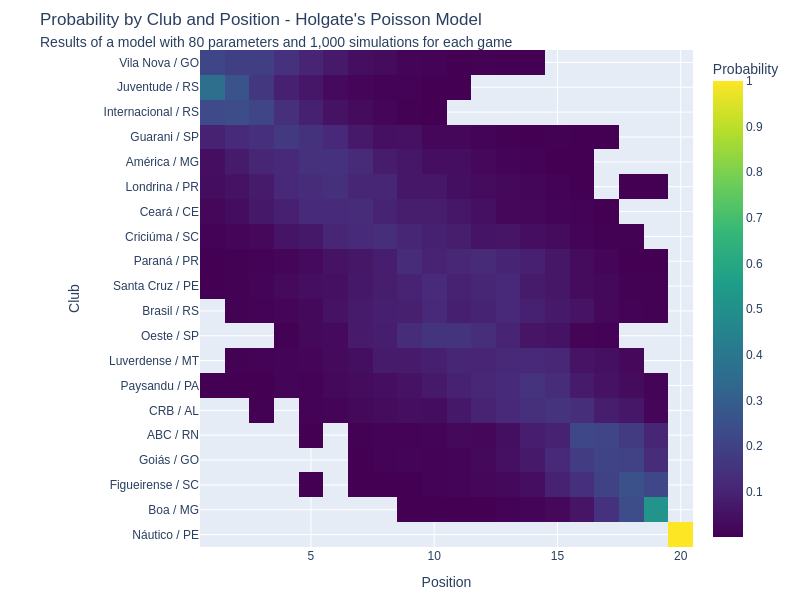 Probability by Club and Position - Holgate's Poisson Model
Results of a model with 80 parameters and 1,000 simulations for each game
Probability
1
0.9
0.8
0.7
0.6
0.5
0.4
0.3
0.2
0.1
Club
Vila Nova / GO
Juventude / RS
Internacional / RS
Guarani / SP
América / MG
Londrina / PR
Ceará / CE
Criciúma / SC
Paraná / PR
Santa Cruz / PE
Brasil / RS
Oeste / SP
Luverdense / MT
Paysandu / PA
CRB / AL
ABC / RN
Goiás / GO
Figueirense / SC
Boa / MG
Náutico / PE
5 10 15 20
Position